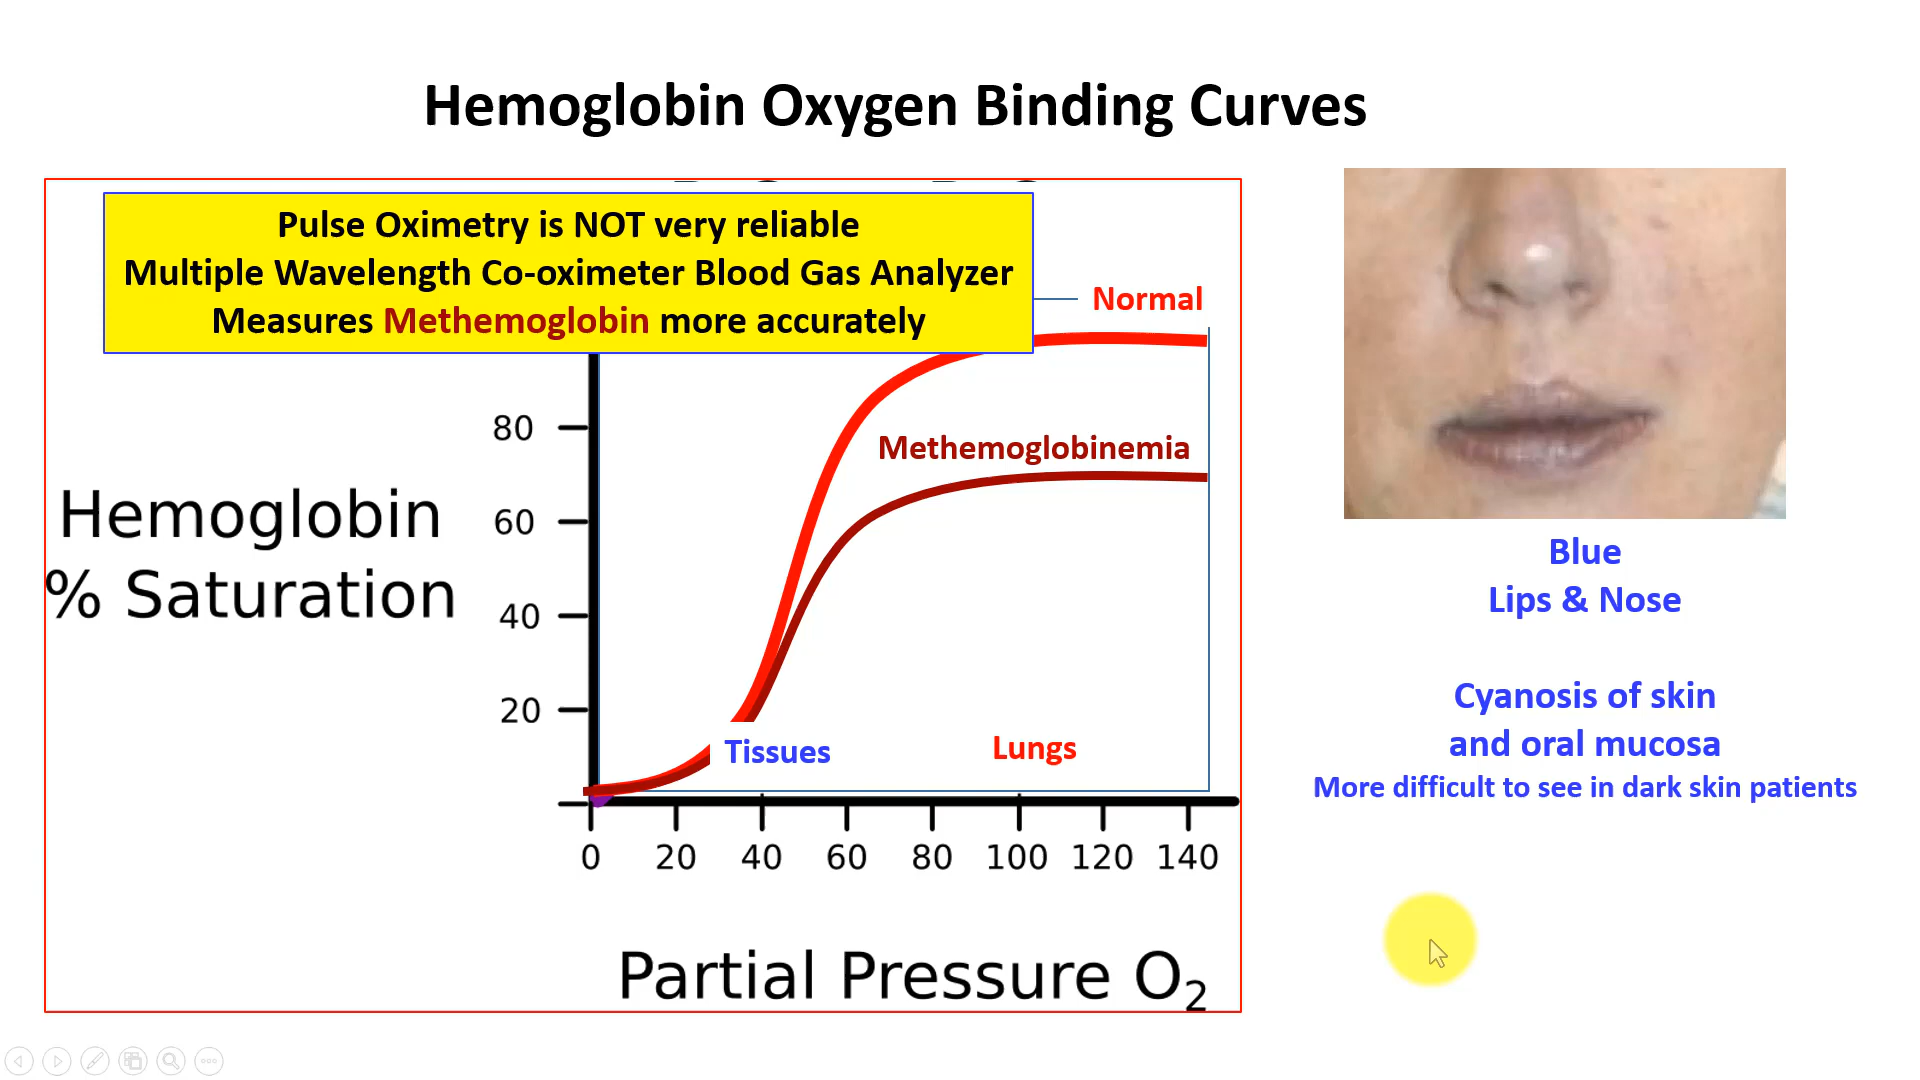 Hemoglobin Oxygen Binding Curves
Pulse Oximetry is NOT very reliable
Multiple Wavelength Co-oximeter Blood Gas Analyzer
Measures Methemoglobin more accurately
Normal
Methemoglobinemia
80
60
40
20
Hemoglobin
% Saturation
Tissues
Lungs
0 20 40 60 80 100 120 140
Partial Pressure O₂
Blue
Lips & Nose
Cyanosis of skin
and oral mucosa
More difficult to see in dark skin patients